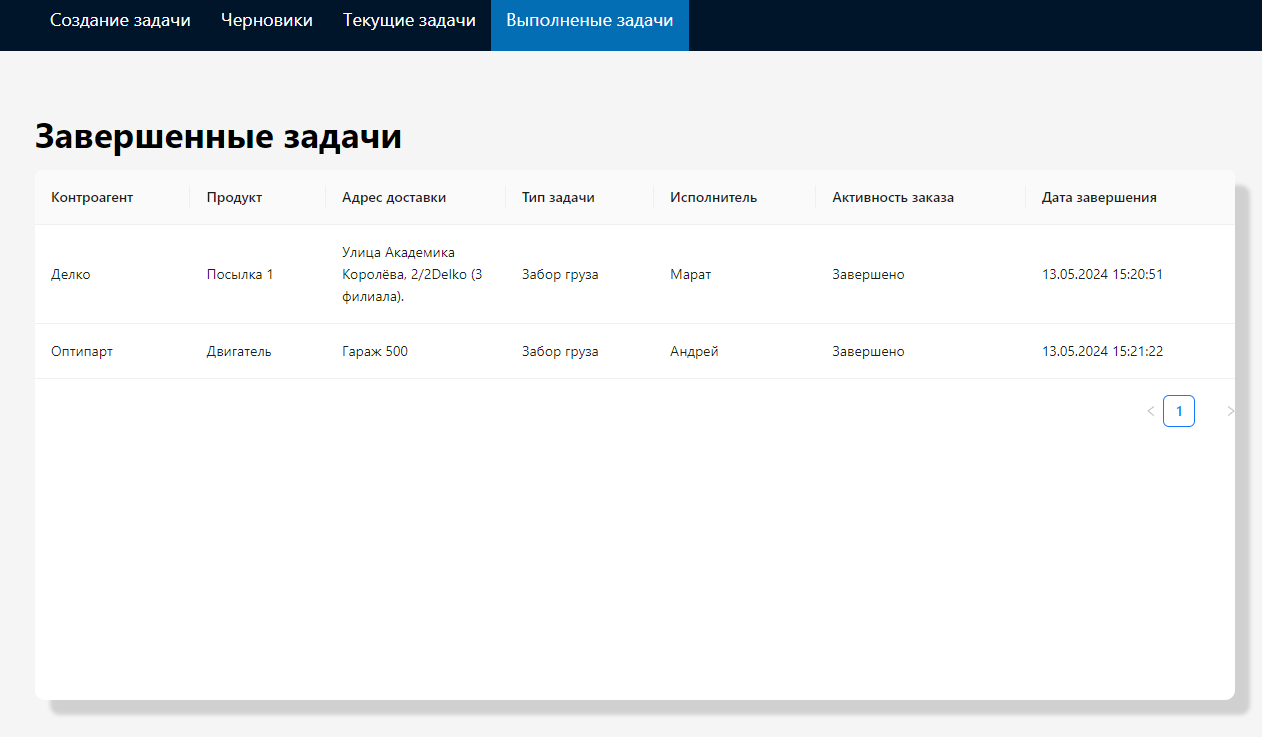 Создание задачи Черновики Текущие задачи Выполненые задачи
Завершенные задачи
Контроагент Продукт Адрес доставки Тип задачи Исполнитель Активность заказа Дата завершения
Улица Академика
Делко Посылка 1 Королёва, 2/2Delko (3 Забор груза Марат Завершено 13.05.2024 15:20:51
филиала).
Оптипарт Двигатель Гараж 500 Забор груза Андрей Завершено 13.05.2024 15:21:22
< 1 >